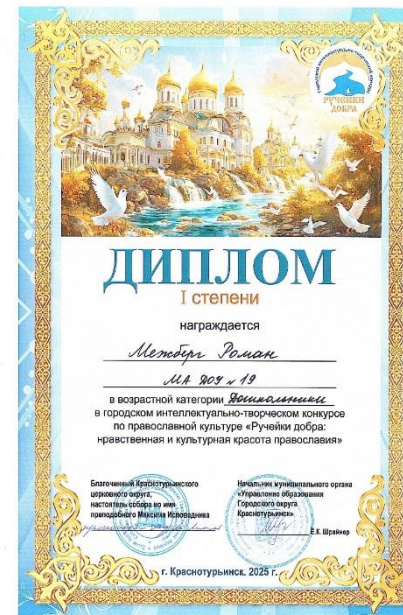 РУЧЕЙКИ
ДОБРА
ДИПЛОМ
I степени
награждается
Межберг Роман
МА ДОУ № 19
в возрастной категории Дошкольники
в городском интеллектуально-творческом конкурсе
по православной культуре «Ручейки добра:
нравственная и культурная красота православия»
Благочинный Краснотурьинского
церковного округа,
настоятель собора во имя
преподобного Максима Исповедника
Начальник муниципального органа
«Управление образования
Городского округа
Краснотурьинск»
Е.К. Шрайнер
г. Краснотурьинск. 2025 г.